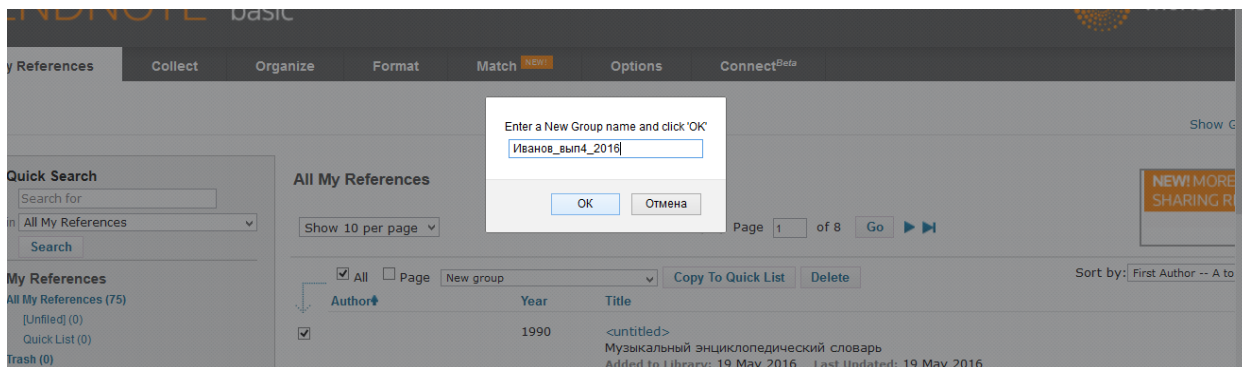 ENDNOTE basic
y References Collect Organize Format Match NEW! Options Connect Beta
Enter a New Group name and click 'OK'
Иванов_вып4_2016
OK Отмена
Show G
Quick Search
Search for
in All My References
Search
My References
All My References (75)
[Unfiled] (0)
Quick List (0)
Trash (0)
All My References
Show 10 per page Page 1 of 8 Go
NEW! MORE
SHARING R
All Page New group Copy To Quick List Delete Sort by: First Author -- A to
Author Year Title
1990 <untitled>
Музыкальный энциклопедический словарь
Added to Library: 19 May 2016 Last Updated: 19 May 2016